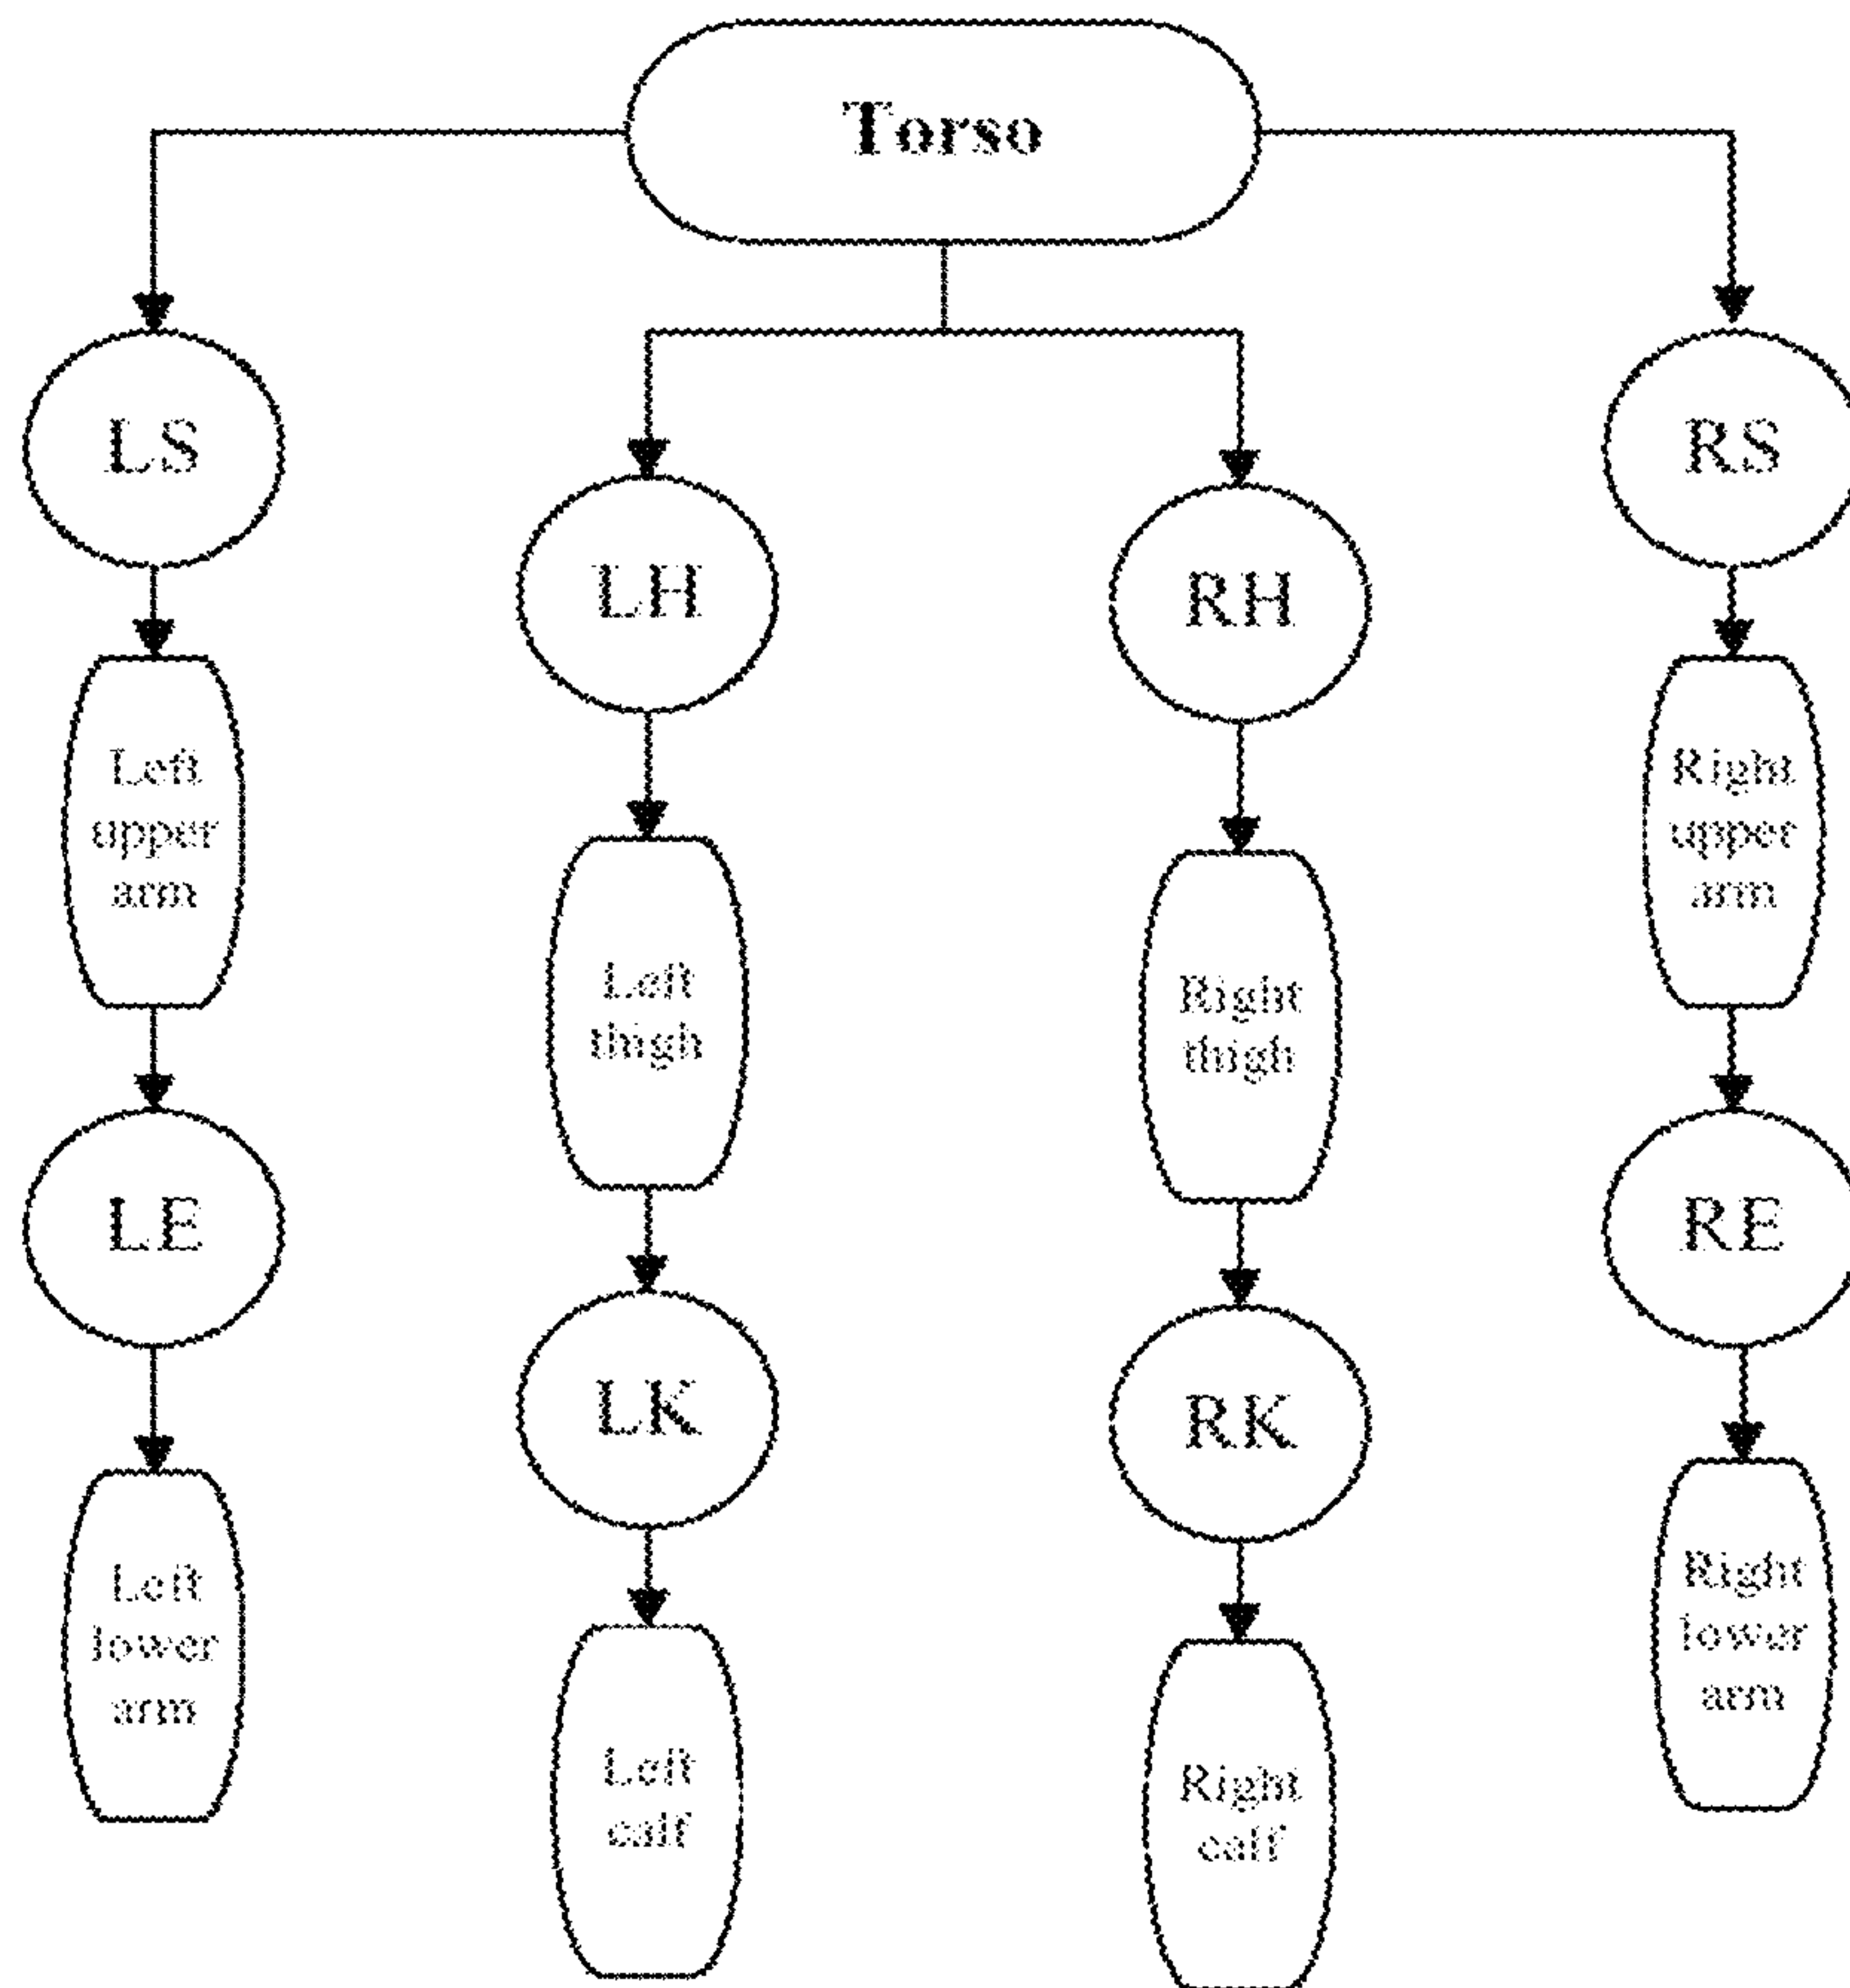 Torso
LS
RS
LH
RH
Left
upper
arm
Right
upper
arm
Left
thigh
Right
thigh
LE
RE
LK
RK
Left
lower
arm
Right
lower
arm
Left
calf
Right
calf